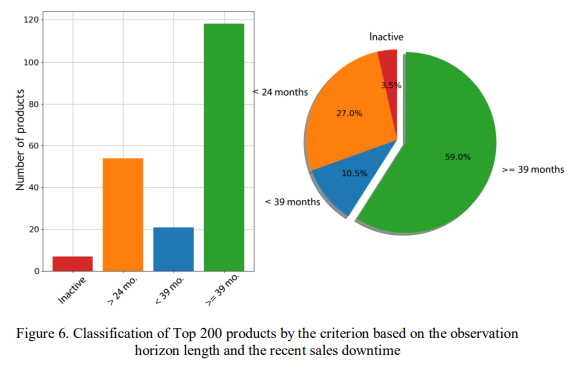 120
100
80
60
40
20
0
Number of products
Inactive
> 24 mo.
< 39 mo.
>= 39 mo.
Inactive
3.5%
< 24 months
27.0%
59.0%
10.5%
>= 39 months
< 39 months
Figure 6. Classification of Top 200 products by the criterion based on the observation
horizon length and the recent sales downtime